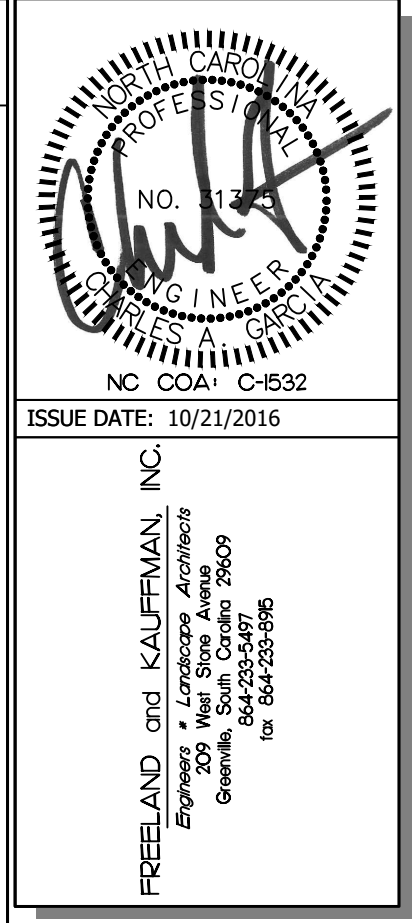 NORTH CAROLINA
PROFESSIONAL
NO. 31375
ENGINEER
CHARLES A. GARCIA
NC COA: C-1532
ISSUE DATE: 10/21/2016
FREELAND and KAUFFMAN, INC.
Engineers * Landscape Architects
209 West Stone Avenue
Greenville, South Carolina 29609
864-233-5497
fax 864-233-8915